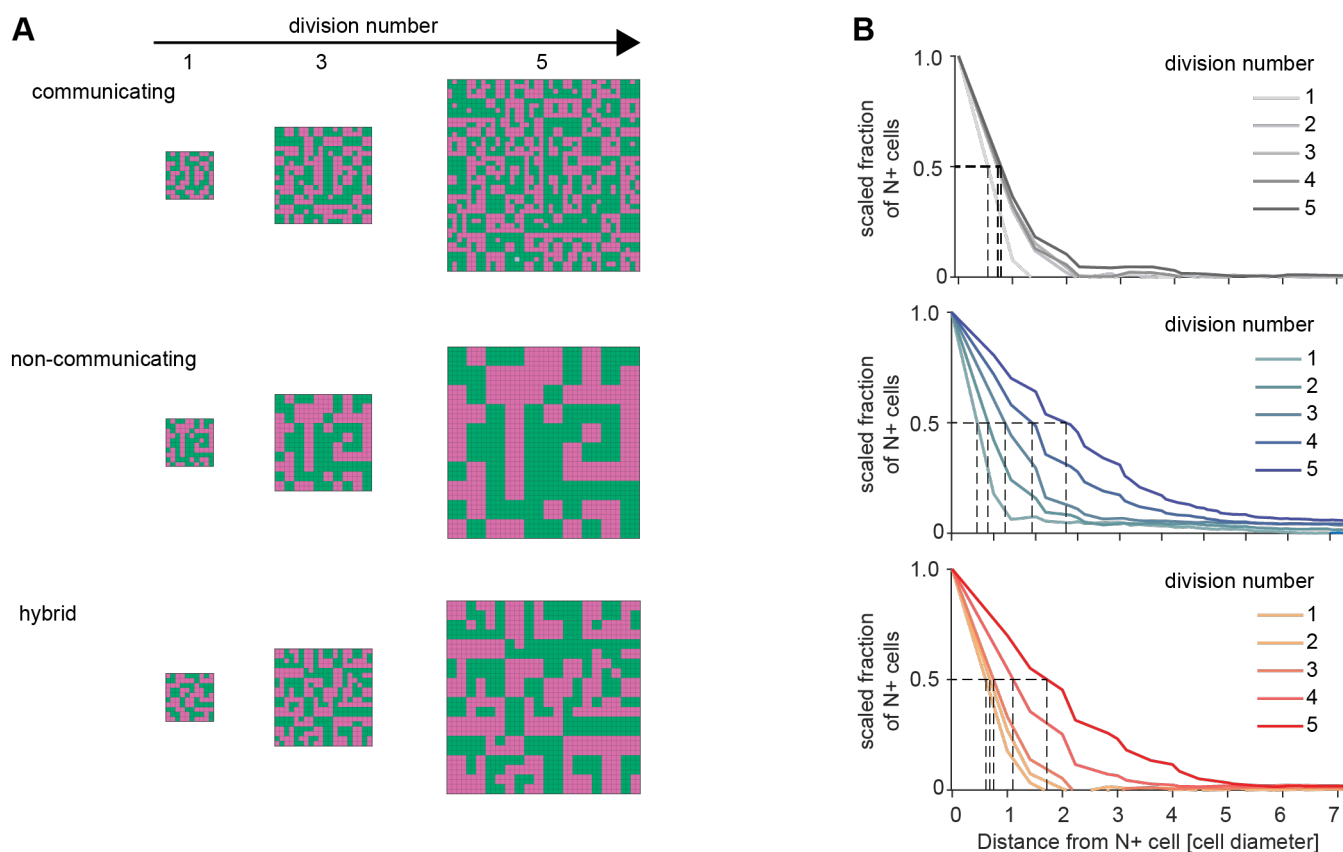 A
division number
1
3
5
communicating
non-communicating
hybrid
B
1.0
0.5
0
scaled fraction
of N+ cells
division number
1
2
3
4
5
1.0
0.5
0
scaled fraction
of N+ cells
division number
1
2
3
4
5
1.0
0.5
0
scaled fraction
of N+ cells
division number
1
2
3
4
5
0 1 2 3 4 5 6 7
Distance from N+ cell [cell diameter]